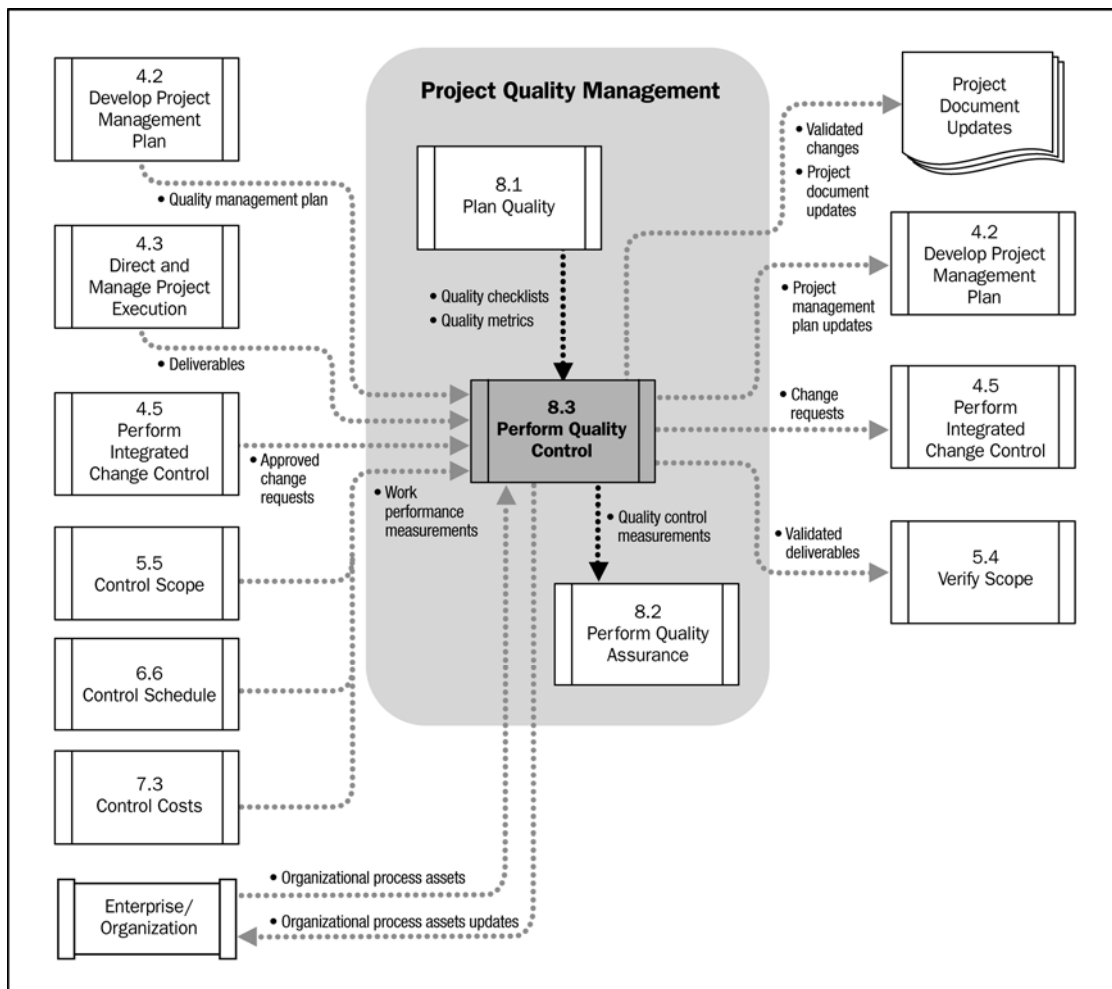 Project Quality Management
4.2
Develop Project
Management
Plan
• Quality management plan
4.3
Direct and
Manage Project
Execution
• Deliverables
4.5
Perform
Integrated
Change Control
• Approved
change
requests
5.5
Control Scope
6.6
Control Schedule
7.3
Control Costs
• Work
performance
measurements
Enterprise/
Organization
• Organizational process assets
• Organizational process assets updates
8.1
Plan Quality
• Quality checklists
• Quality metrics
8.3
Perform Quality
Control
• Quality control
measurements
8.2
Perform Quality
Assurance
• Validated
changes
• Project
document
updates
Project
Document
Updates
• Project
management
plan updates
4.2
Develop Project
Management
Plan
• Change
requests
4.5
Perform
Integrated
Change Control
• Validated
deliverables
5.4
Verify Scope